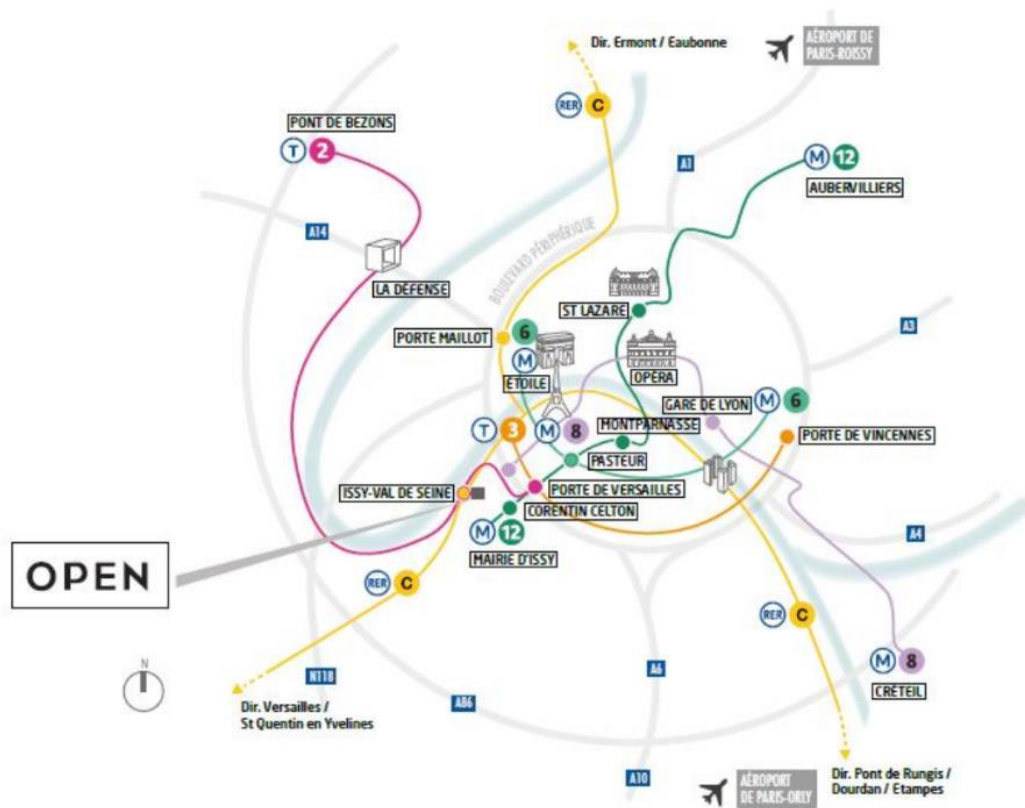 Dir. Ermont / Eaubonne
AÉROPORT DE
PARIS-ROISSY
RER C
PONT DE BEZONS
T 2
M 12
AUBERVILLIERS
A1
A14
BOULEVARD PÉRIPHÉRIQUE
LA DÉFENSE
ST LAZARE
A3
PORTE MAILLOT
6
M
ÉTOILE
OPÉRA
GARE DE LYON
M 6
T 3
M 8
MONTPARNASSE
PORTE DE VINCENNES
PASTEUR
ISSY-VAL DE SEINE
PORTE DE VERSAILLES
CORENTIN CELTON
M 12
MAIRIE D'ISSY
A4
OPEN
RER C
RER C
N
N118
A86
A6
M 8
CRÉTEIL
Dir. Versailles /
St Quentin en Yvelines
A10
AÉROPORT
DE PARIS-ORLY
Dir. Pont de Rungis /
Dourdan / Etampes